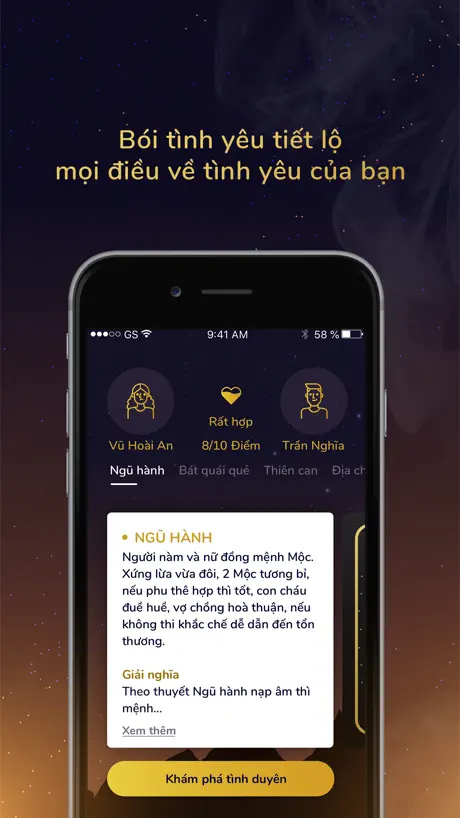 Bói tình yêu tiết lộ
mọi điều về tình yêu của bạn
GS 9:41 AM 58 %
Rất hợp
Vũ Hoài An 8/10 Điểm Trần Nghĩa
Ngũ hành Bát quái quẻ Thiên can Địa ch
NGŨ HÀNH
Người nàm và nữ đồng mệnh Mộc.
Xứng lừa vừa đôi, 2 Mộc tương bỉ,
nếu phu thê hợp thì tốt, con cháu
đuề huề, vợ chồng hoà thuận, nếu
không thi khắc chế dễ dẫn đến tổn
thương.
Giải nghĩa
Theo thuyết Ngũ hành nạp âm thì
mệnh...
Xem thêm
Khám phá tình duyên